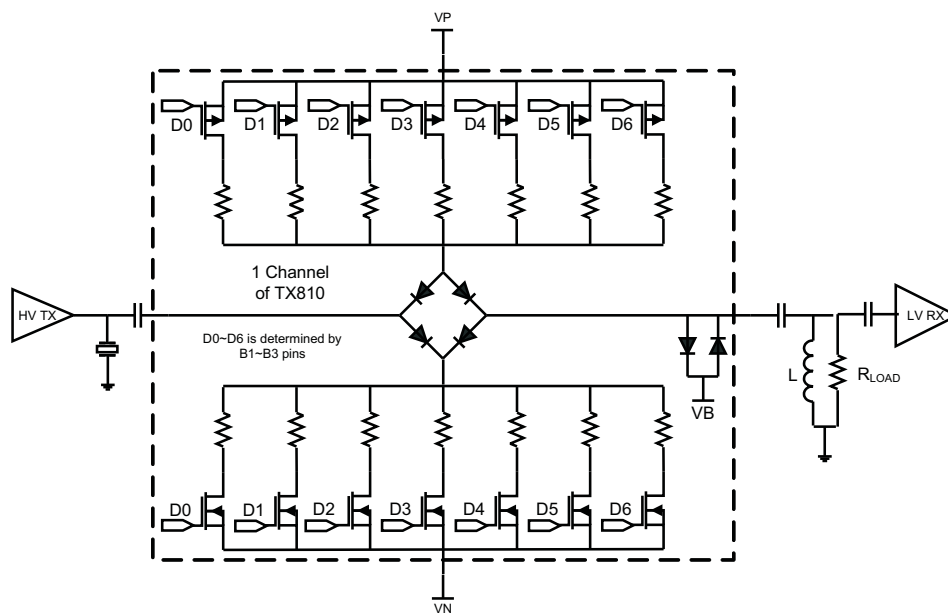 VP
D0
D1
D2
D3
D4
D5
D6
1 Channel
of TX810
HV TX
LV RX
D0~D6 is determined by
B1~B3 pins
L
RLOAD
VB
D0
D1
D2
D3
D4
D5
D6
VN